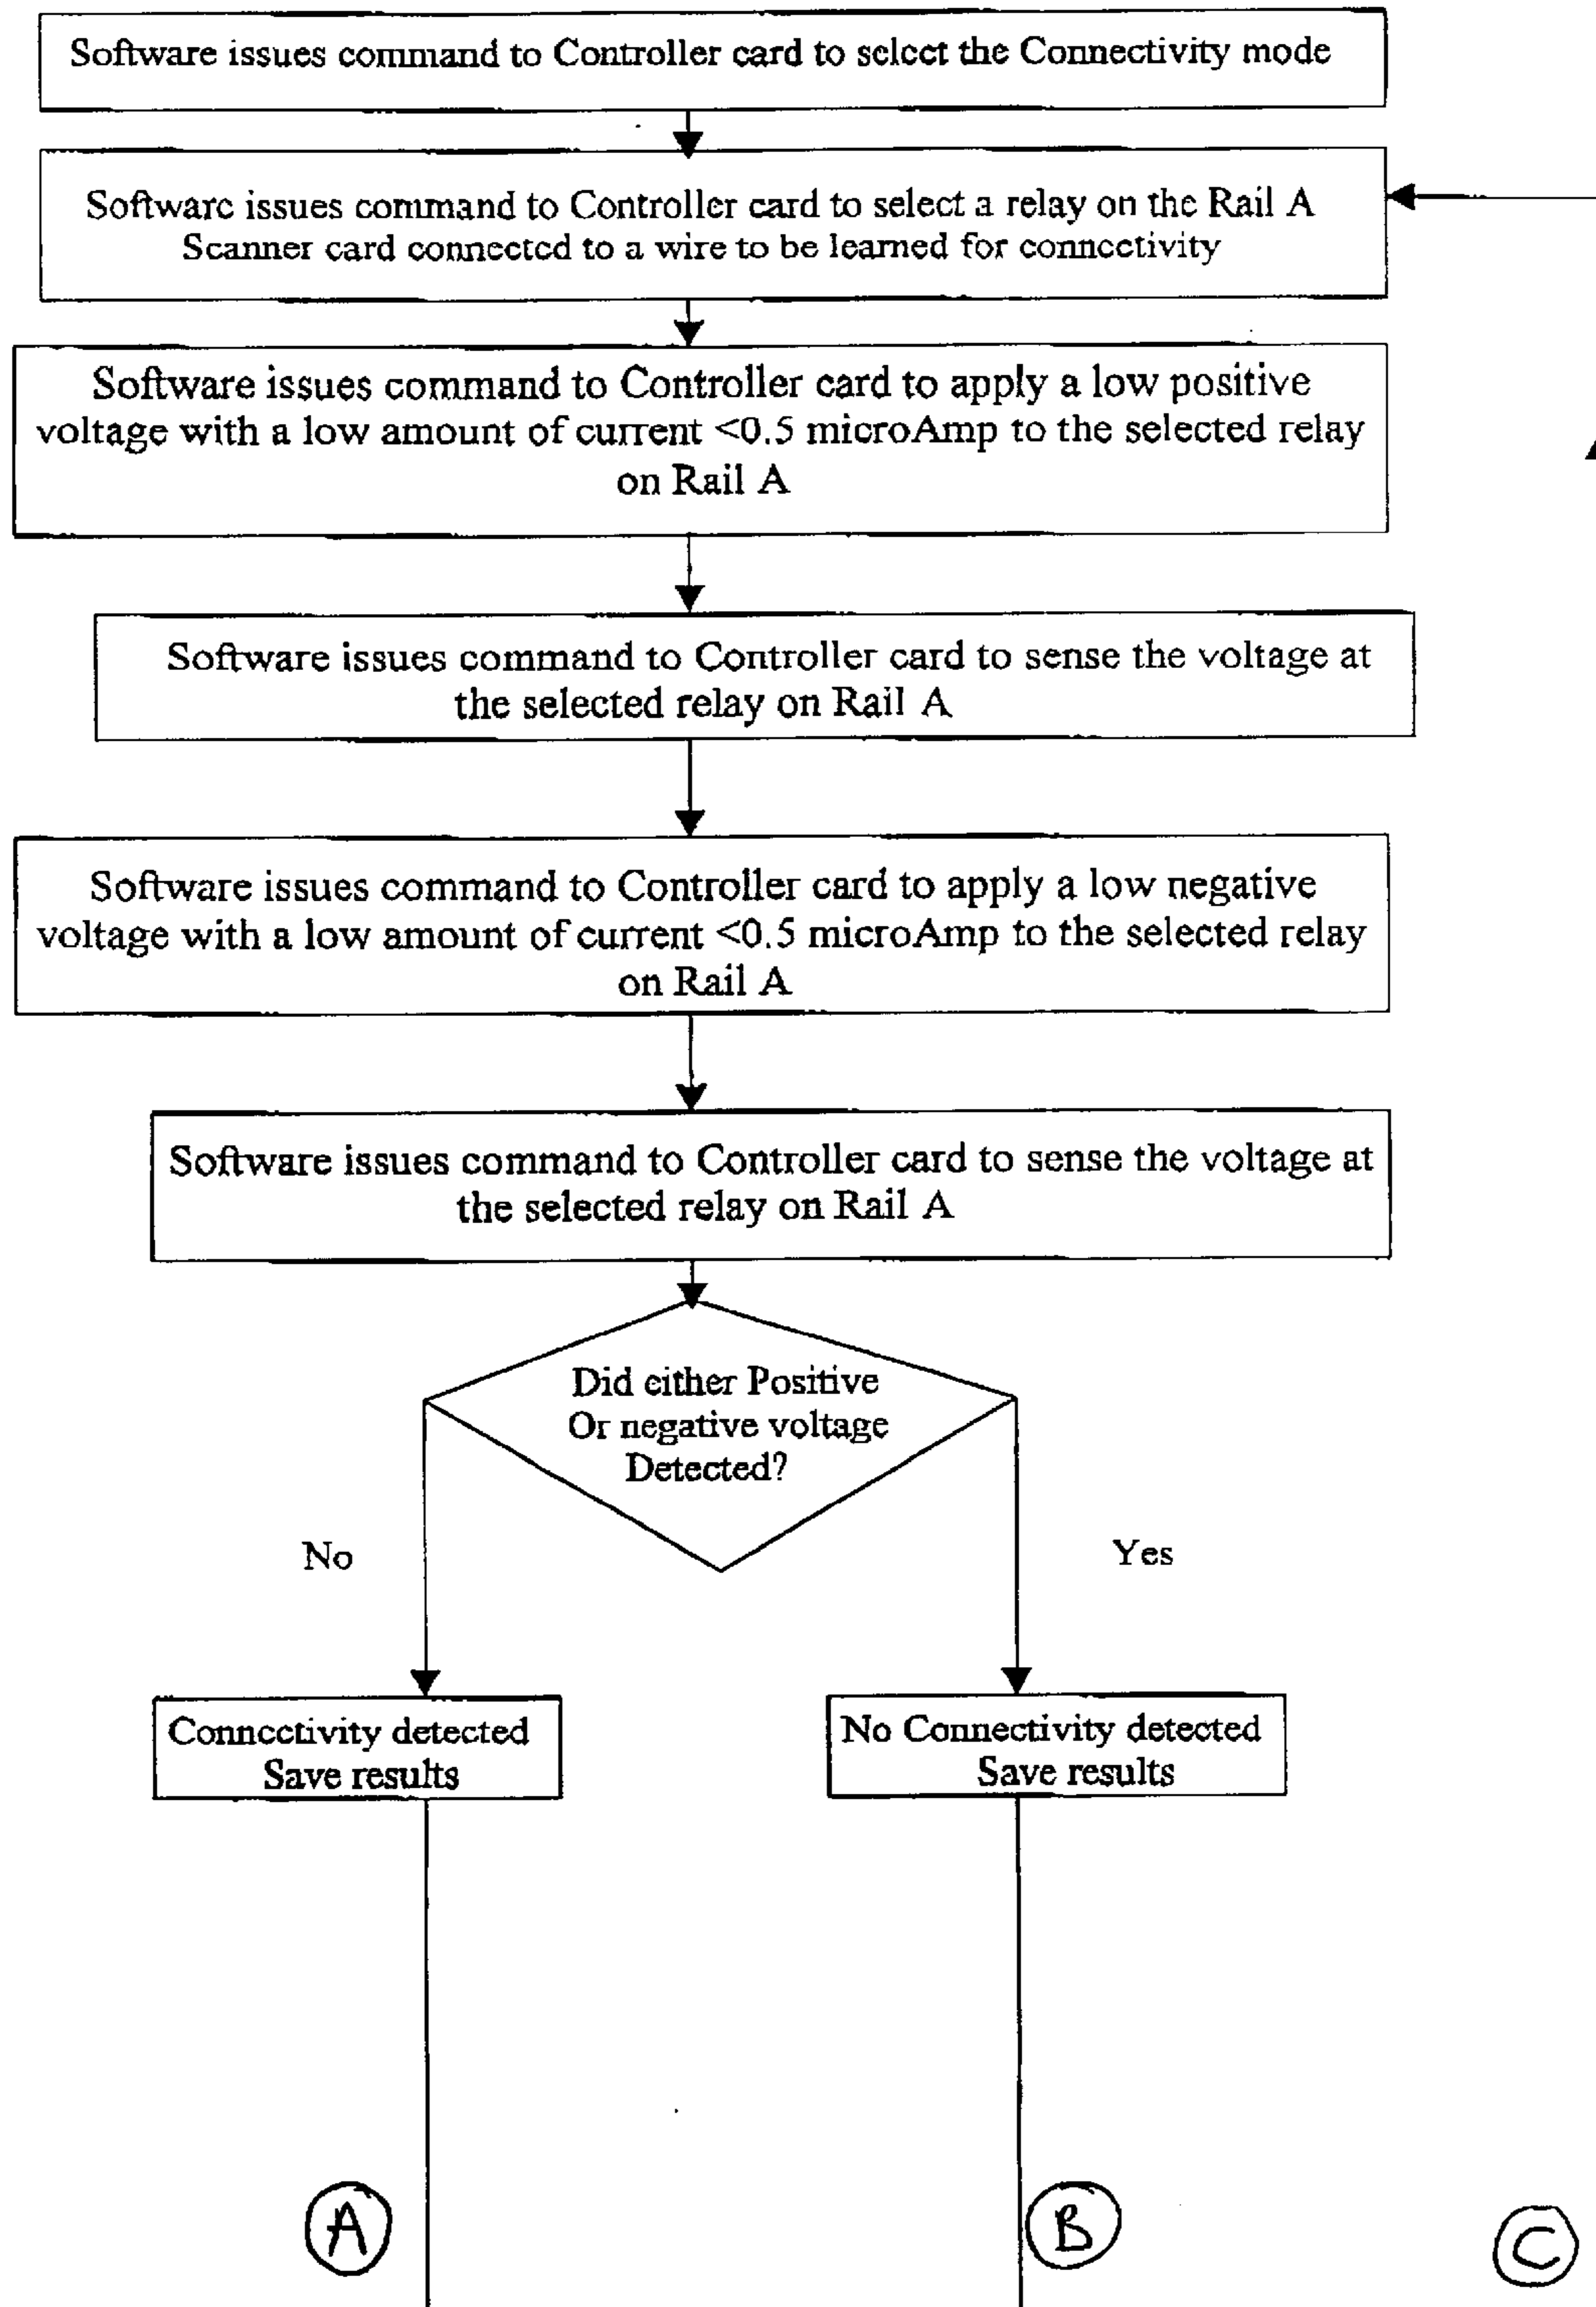 Software issues command to Controller card to select the Connectivity mode
Software issues command to Controller card to select a relay on the Rail A
Scanner card connected to a wire to be learned for connectivity
Software issues command to Controller card to apply a low positive
voltage with a low amount of current <0.5 microAmp to the selected relay
on Rail A
Software issues command to Controller card to sense the voltage at
the selected relay on Rail A
Software issues command to Controller card to apply a low negative
voltage with a low amount of current <0.5 microAmp to the selected relay
on Rail A
Software issues command to Controller card to sense the voltage at
the selected relay on Rail A
Did either Positive
Or negative voltage
Detected?
No
Yes
Connectivity detected
Save results
No Connectivity detected
Save results
A
B
C